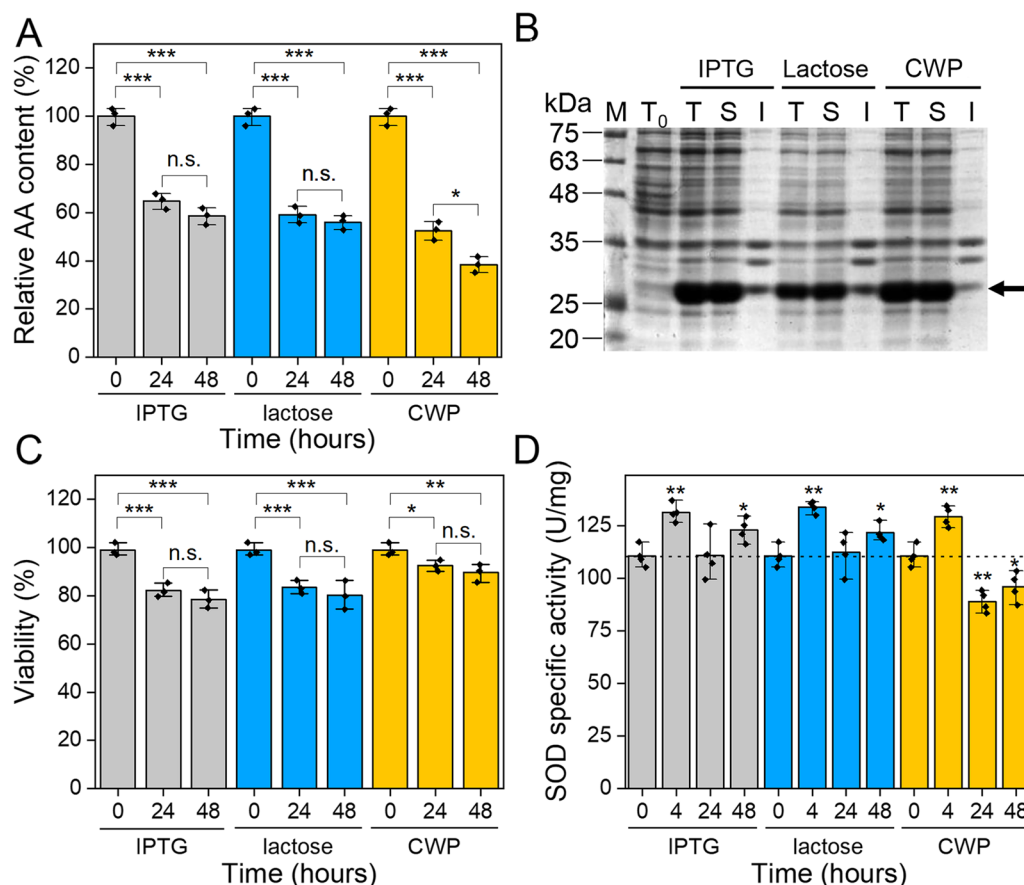 A
Relative AA content (%)
120
100
80
60
40
20
0
*** *** ***
*** *** ***
n.s. n.s. *
0 24 48 0 24 48 0 24 48
IPTG lactose CWP
Time (hours)
B
IPTG Lactose CWP
kDa M T0 T S I T S I T S I
75
63
48
35
25
20
C
Viability (%)
120
100
80
60
40
20
0
*** *** **
*** *** *
n.s. n.s. n.s.
0 24 48 0 24 48 0 24 48
IPTG lactose CWP
Time (hours)
D
SOD specific activity (U/mg)
125
100
75
50
25
0
** * ** * ** ** *
0 4 24 48 0 4 24 48 0 4 24 48
IPTG lactose CWP
Time (hours)